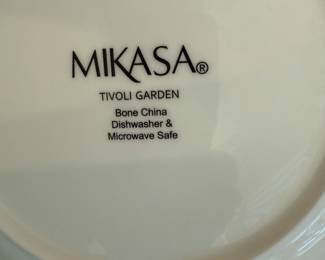 MIKASA®
TIVOLI GARDEN
Bone China
Dishwasher &
Microwave Safe